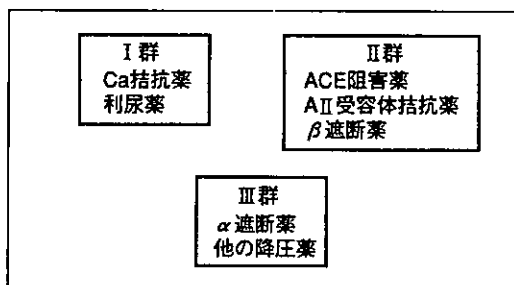 Ⅰ群
Ca拮抗薬
利尿薬
Ⅱ群
ACE阻害薬
AⅡ受容体拮抗薬
β遮断薬
Ⅲ群
α遮断薬
他の降圧薬